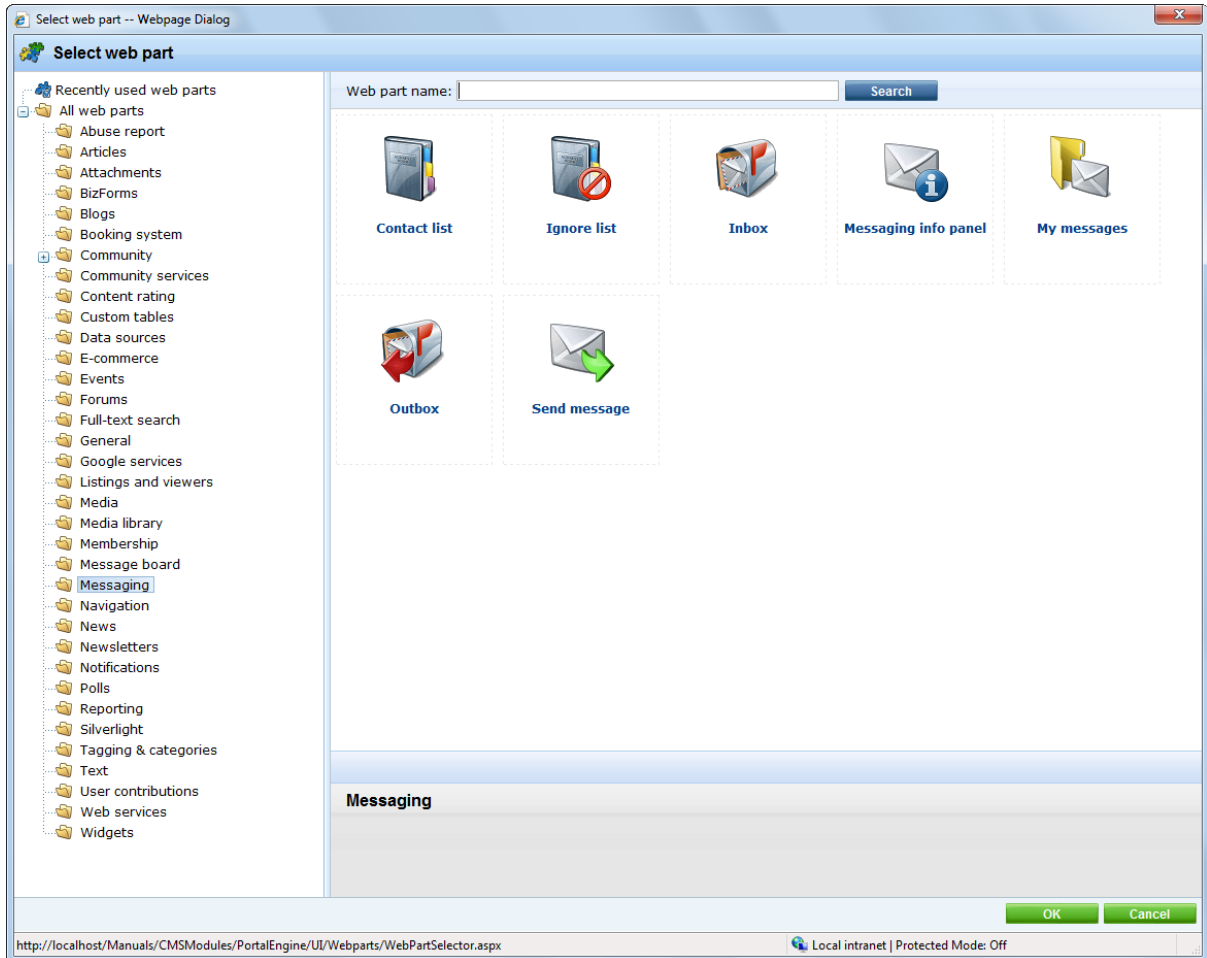 Select web part -- Webpage Dialog
Select web part
Recently used web parts
All web parts
Abuse report
Articles
Attachments
BizForms
Blogs
Booking system
Community
Community services
Content rating
Custom tables
Data sources
E-commerce
Events
Forums
Full-text search
General
Google services
Listings and viewers
Media
Media library
Membership
Message board
Messaging
Navigation
News
Newsletters
Notifications
Polls
Reporting
Silverlight
Tagging & categories
Text
User contributions
Web services
Widgets
Web part name:
Search
Contact list
Ignore list
Inbox
Messaging info panel
My messages
Outbox
Send message
Messaging
OK
Cancel
http://localhost/Manuals/CMSModules/PortalEngine/UI/Webparts/WebPartSelector.aspx
Local intranet | Protected Mode: Off